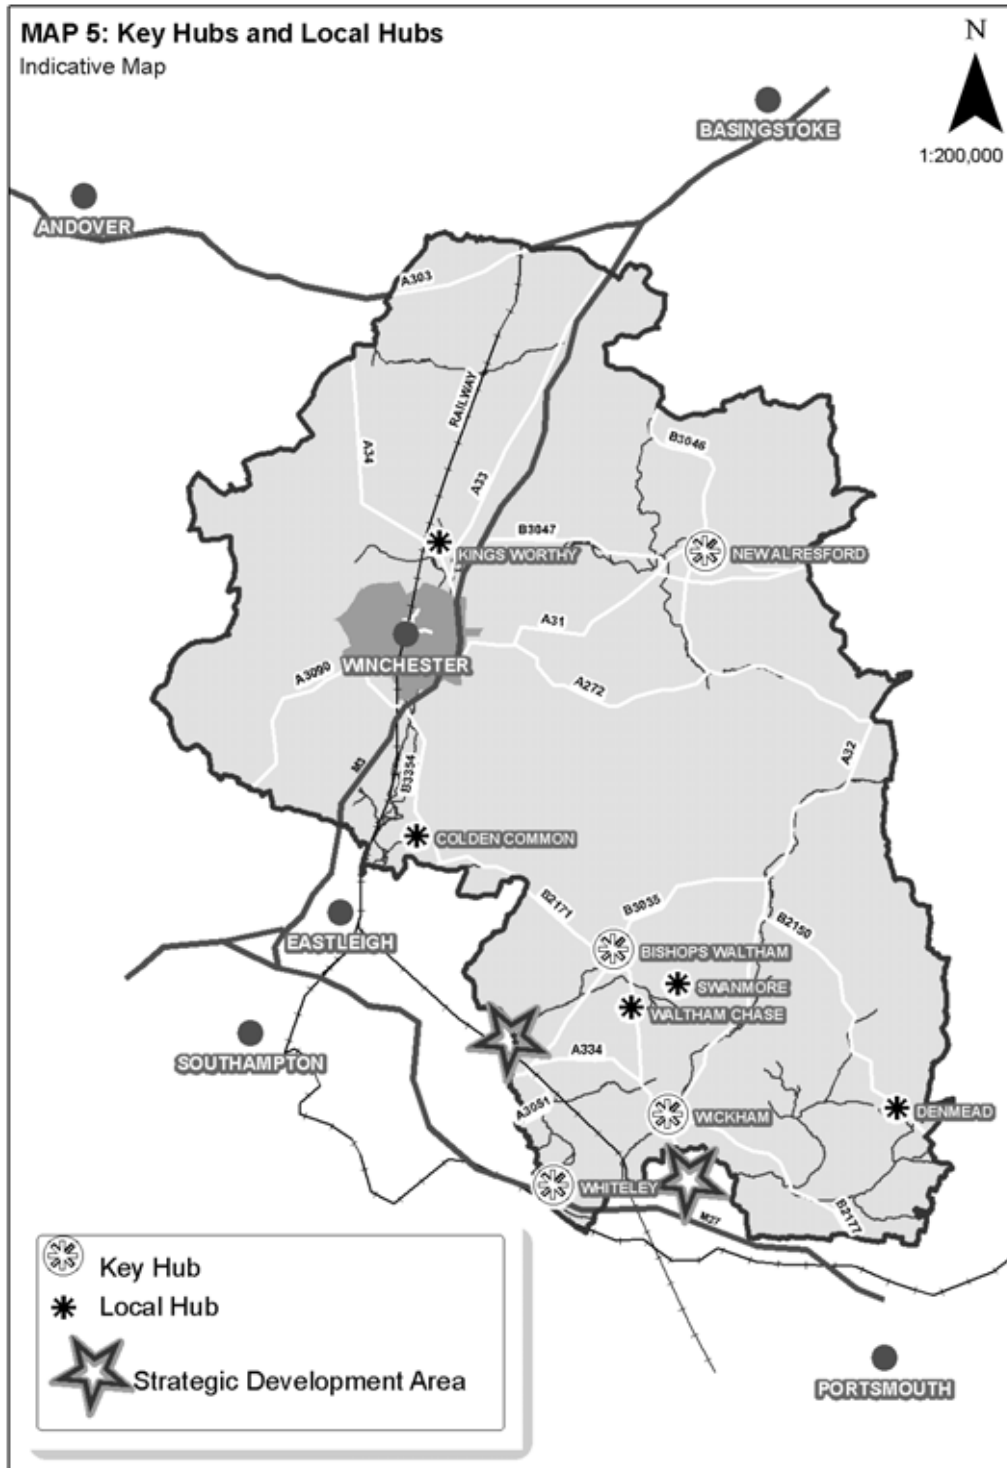 MAP 5: Key Hubs and Local Hubs
Indicative Map
N
1:200,000
BASINGSTOKE
ANDOVER
A303
RAILWAY
A34
A33
B3046
B3047
KINGS WORTHY
NEW ALRESFORD
A31
WINCHESTER
A3090
A272
A32
M3
B3354
COLDEN COMMON
B2171
B3035
B2150
EASTLEIGH
BISHOPS WALTHAM
SWANMORE
WALTHAM CHASE
SOUTHAMPTON
A334
A3051
WICKHAM
DENMEAD
WHITELEY
M27
B2177
Key Hub
Local Hub
Strategic Development Area
PORTSMOUTH